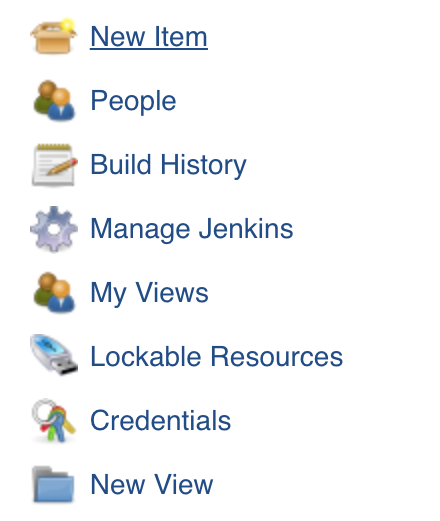 New Item
People
Build History
Manage Jenkins
My Views
Lockable Resources
Credentials
New View